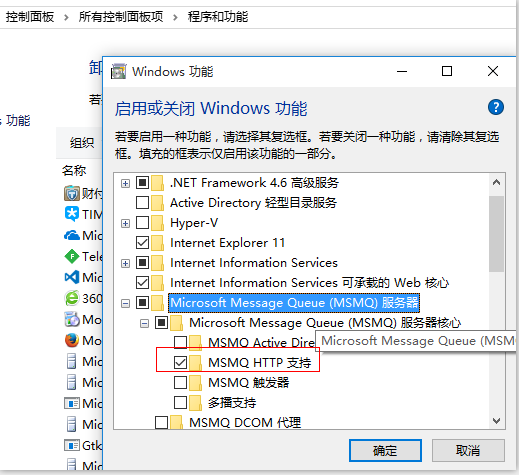 控制面板 > 所有控制面板项 > 程序和功能
卸
若
s 功能
组织
名称
财付
TIM
Mic
Tele
Mic
360
Mo
Mic
Mic
Mic
Mic
Gtk
Mic
Windows 功能
启用或关闭 Windows 功能
若要启用一种功能，请选择其复选框。若要关闭一种功能，请清除其复选
框。填充的框表示仅启用该功能的一部分。
.NET Framework 4.6 高级服务
Active Directory 轻型目录服务
Hyper-V
Internet Explorer 11
Internet Information Services
Internet Information Services 可承载的 Web 核心
Microsoft Message Queue (MSMQ) 服务器
Microsoft Message Queue (MSMQ) 服务器核心
MSMQ Active Dire
Microsoft Message Queue (MSM
MSMQ HTTP 支持
MSMQ 触发器
多播支持
MSMQ DCOM 代理
确定
取消